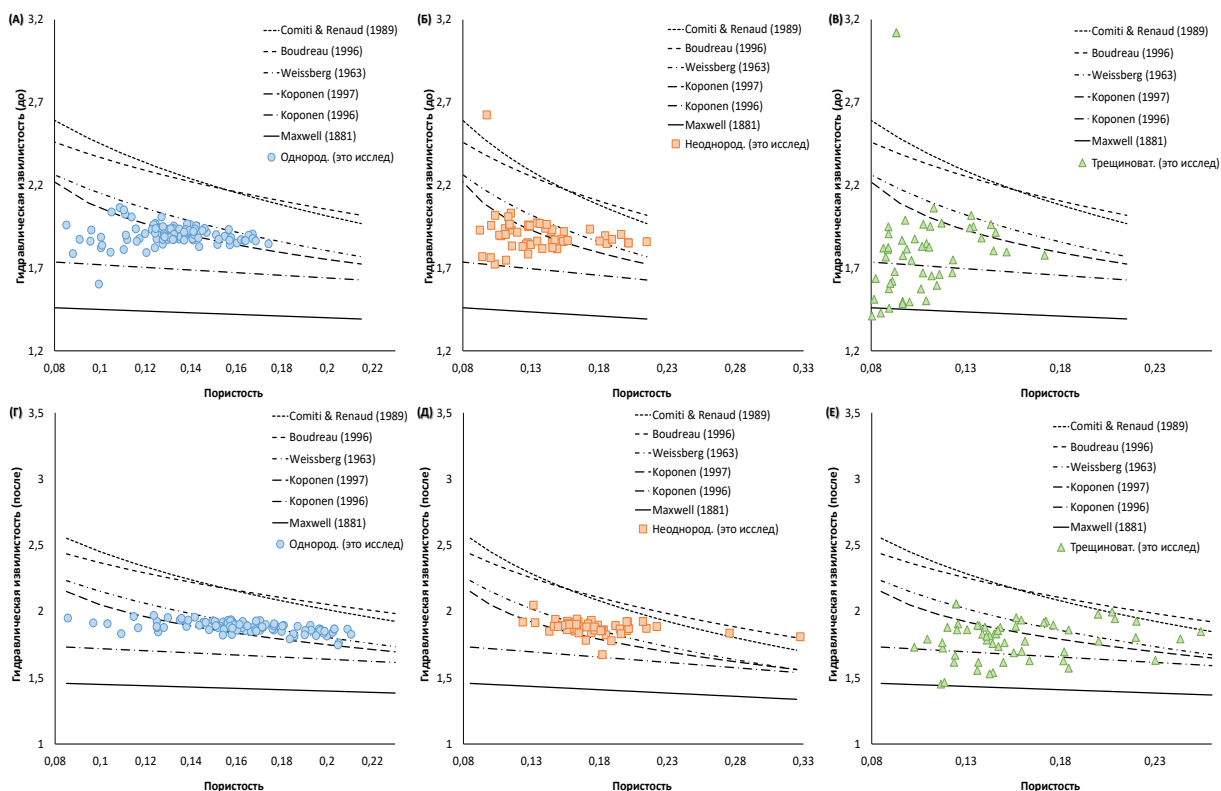 (А)
Гидравлическая извилистость (до)
3,2
2,7
2,2
1,7
1,2
Comiti & Renaud (1989)
Boudreau (1996)
Weissberg (1963)
Koponen (1997)
Koponen (1996)
Maxwell (1881)
Однород. (это исслед)
0,08 0,1 0,12 0,14 0,16 0,18 0,2 0,22
Пористость
(Б)
Гидравлическая извилистость (до)
3,2
2,7
2,2
1,7
1,2
Comiti & Renaud (1989)
Boudreau (1996)
Weissberg (1963)
Koponen (1997)
Koponen (1996)
Maxwell (1881)
Неоднород. (это исслед)
0,08 0,13 0,18 0,23
Пористость
(В)
Гидравлическая извилистость (до)
3,2
2,7
2,2
1,7
1,2
Comiti & Renaud (1989)
Boudreau (1996)
Weissberg (1963)
Koponen (1997)
Koponen (1996)
Maxwell (1881)
Трещиноват. (это исслед)
0,08 0,13 0,18 0,23
Пористость
(Г)
Гидравлическая извилистость (после)
3,5
3
2,5
2
1,5
1
Comiti & Renaud (1989)
Boudreau (1996)
Weissberg (1963)
Koponen (1997)
Koponen (1996)
Maxwell (1881)
Однород. (это исслед)
0,08 0,1 0,12 0,14 0,16 0,18 0,2 0,22
Пористость
(Д)
Гидравлическая извилистость (после)
3,5
3
2,5
2
1,5
1
Comiti & Renaud (1989)
Boudreau (1996)
Weissberg (1963)
Koponen (1997)
Koponen (1996)
Maxwell (1881)
Неоднород. (это исслед)
0,08 0,13 0,18 0,23 0,28 0,33
Пористость
(Е)
Гидравлическая извилистость (после)
3,5
3
2,5
2
1,5
1
Comiti & Renaud (1989)
Boudreau (1996)
Weissberg (1963)
Koponen (1997)
Koponen (1996)
Maxwell (1881)
Трещиноват. (это исслед)
0,08 0,13 0,18 0,23
Пористость